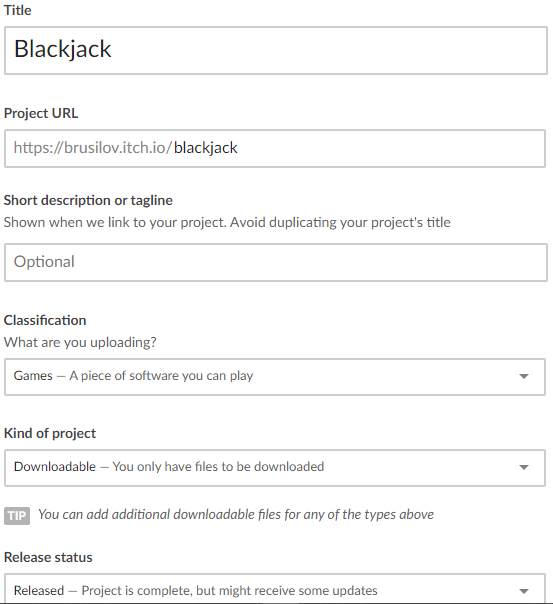 Title
Blackjack
Project URL
https://brusilov.itch.io/blackjack
Short description or tagline
Shown when we link to your project. Avoid duplicating your project's title
Optional
Classification
What are you uploading?
Games — A piece of software you can play
Kind of project
Downloadable — You only have files to be downloaded
TIP You can add additional downloadable files for any of the types above
Release status
Released — Project is complete, but might receive some updates